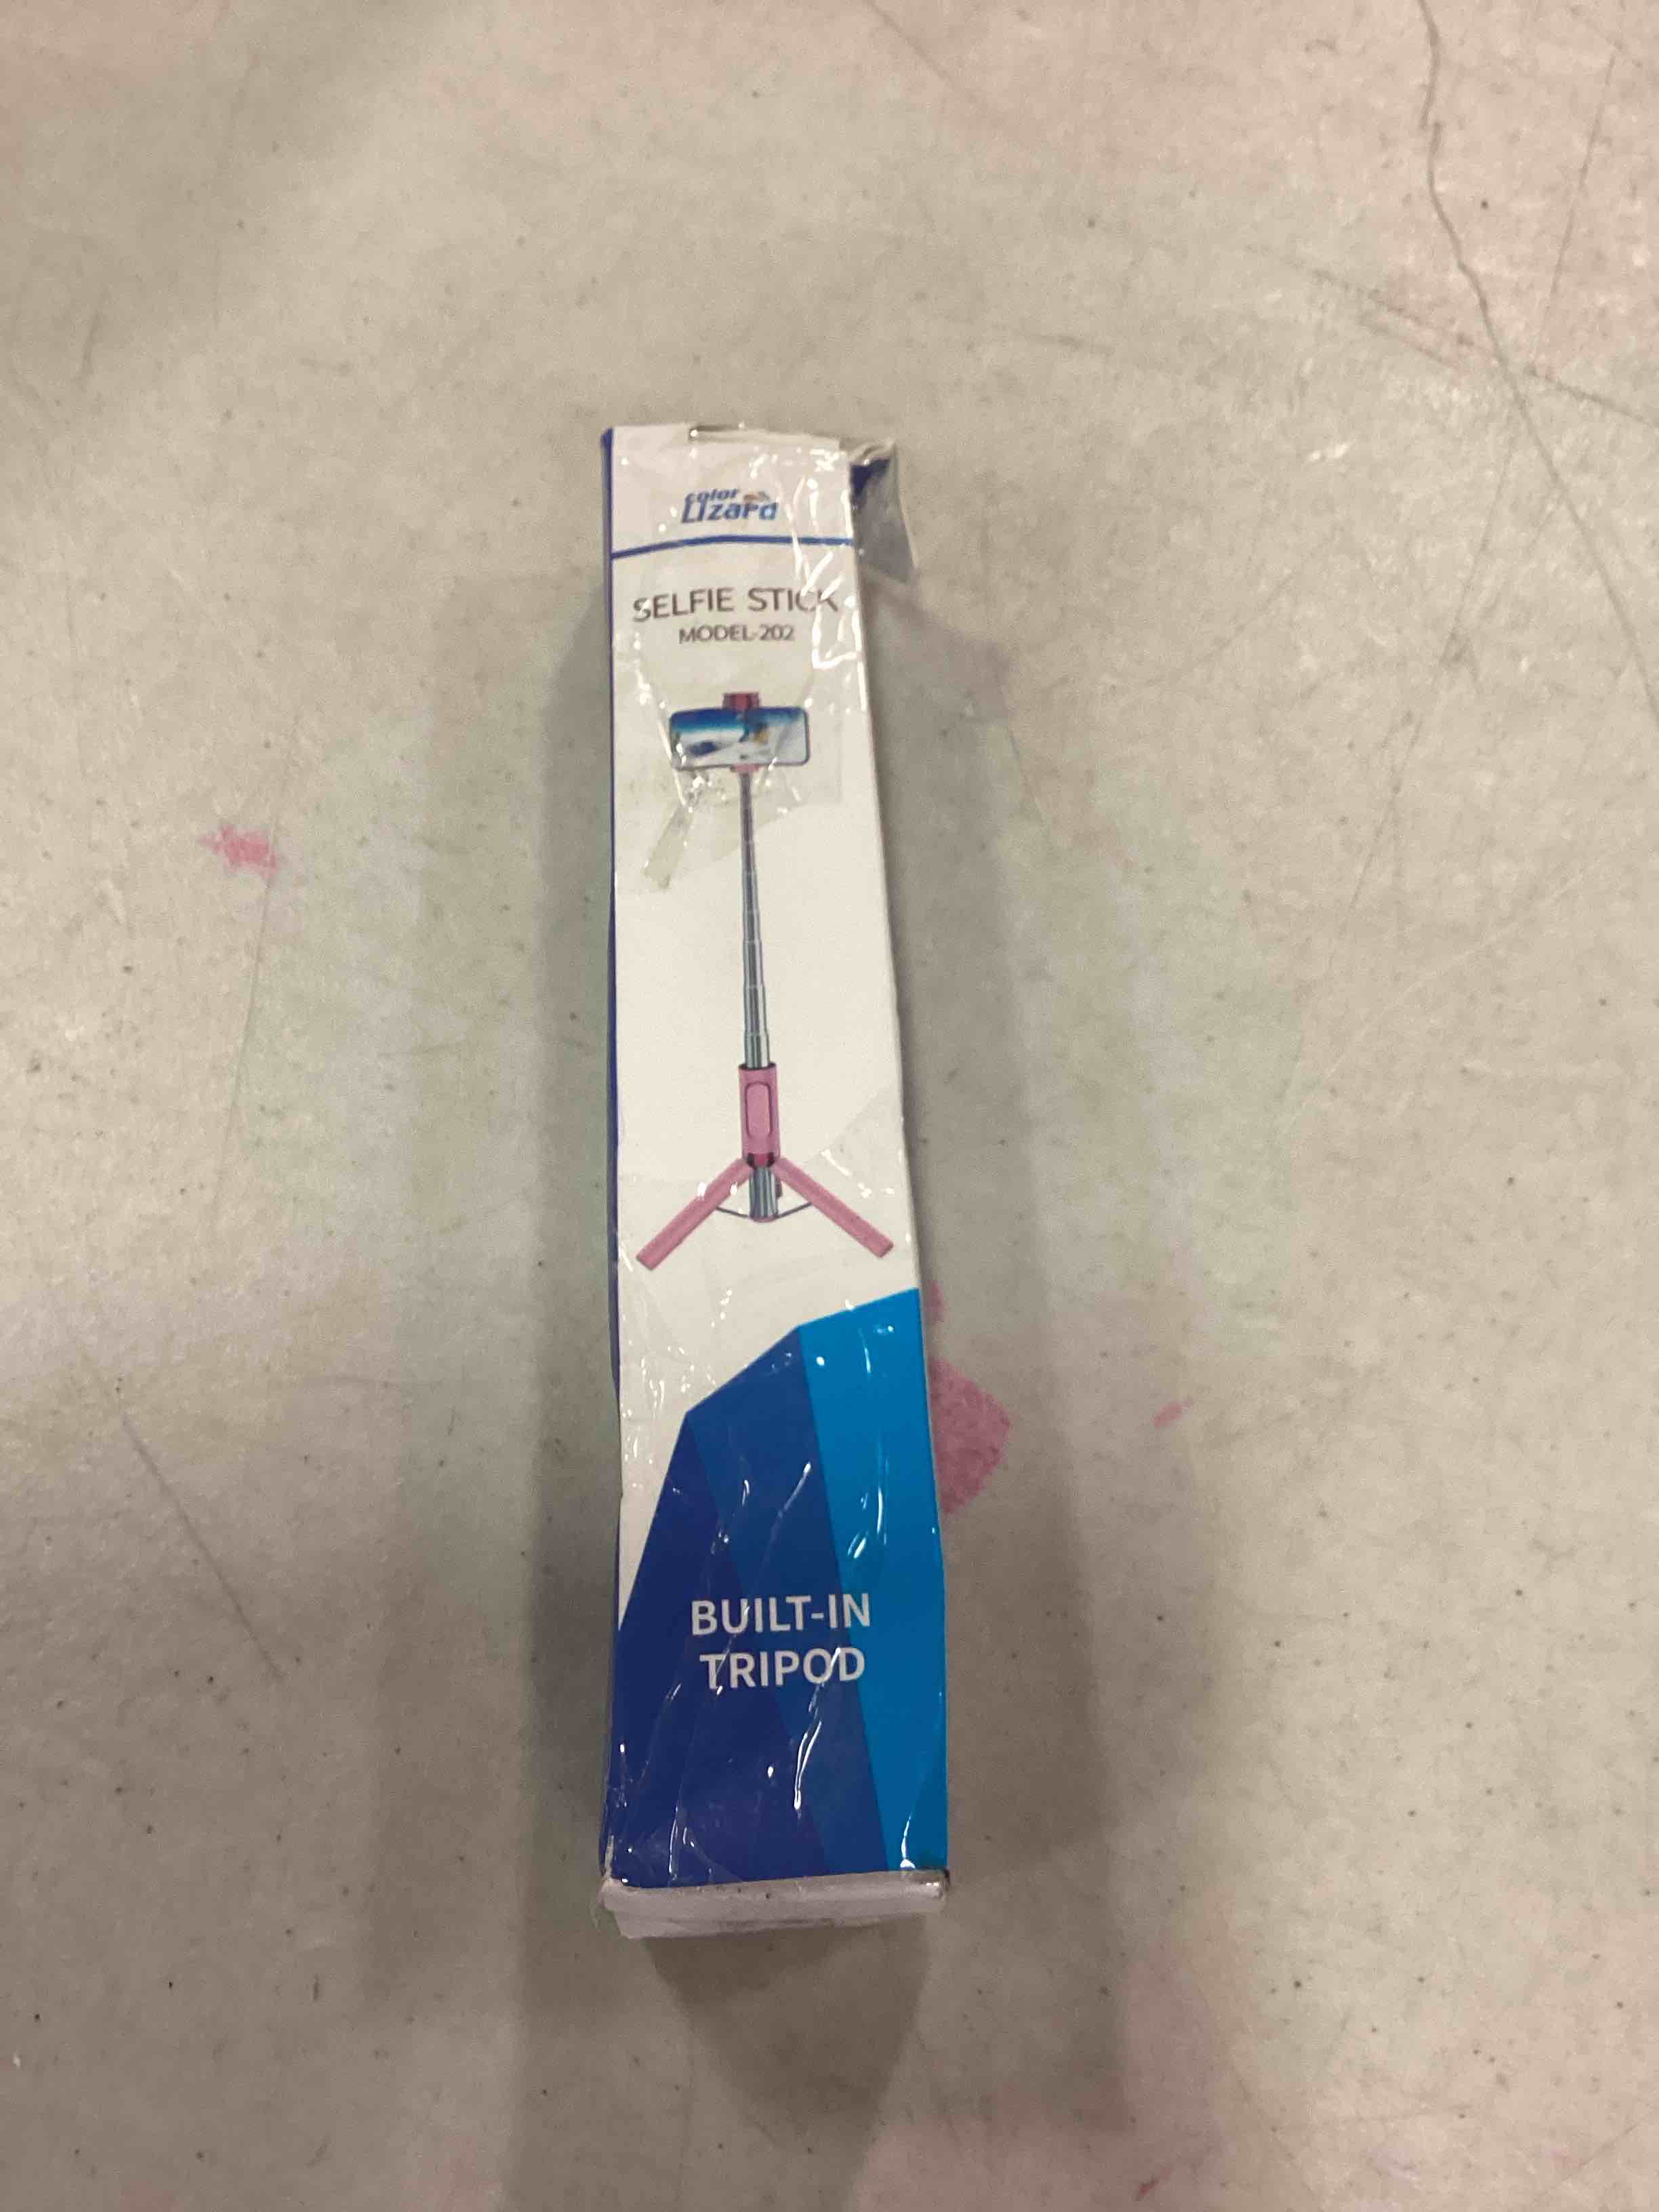 color
Lizard
SELFIE STICK
MODEL-202
BUILT-IN
TRIPOD